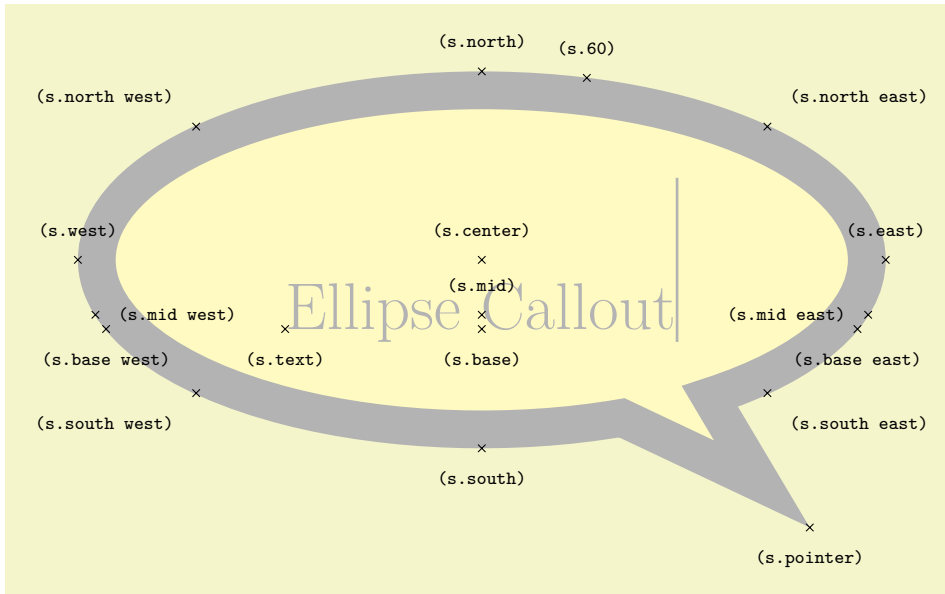 (s.north)
(s.60)
(s.north west)
(s.north east)
(s.west)
(s.center)
(s.east)
(s.mid)
Ellipse Callout
(s.mid west)
(s.mid east)
(s.base west)
(s.text)
(s.base)
(s.base east)
(s.south west)
(s.south east)
(s.south)
(s.pointer)